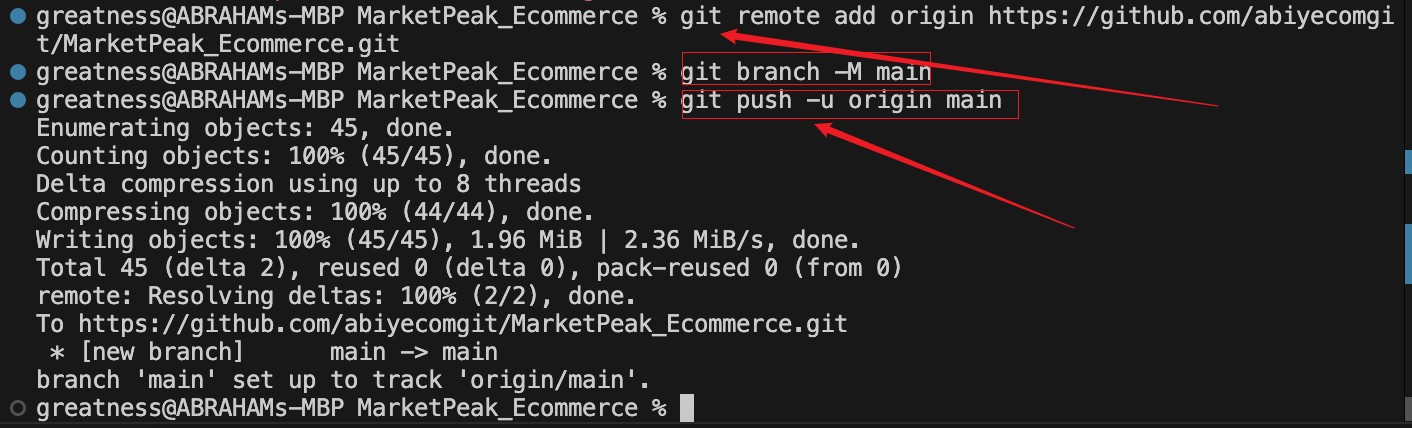 greatness@ABRAHAMs-MBP MarketPeak_Ecommerce % git remote add origin https://github.com/abiyecomgi
t/MarketPeak_Ecommerce.git
greatness@ABRAHAMs-MBP MarketPeak_Ecommerce % git branch -M main
greatness@ABRAHAMs-MBP MarketPeak_Ecommerce % git push -u origin main
Enumerating objects: 45, done.
Counting objects: 100% (45/45), done.
Delta compression using up to 8 threads
Compressing objects: 100% (44/44), done.
Writing objects: 100% (45/45), 1.96 MiB | 2.36 MiB/s, done.
Total 45 (delta 2), reused 0 (delta 0), pack-reused 0 (from 0)
remote: Resolving deltas: 100% (2/2), done.
To https://github.com/abiyecomgit/MarketPeak_Ecommerce.git
 * [new branch]      main -> main
branch 'main' set up to track 'origin/main'.
greatness@ABRAHAMs-MBP MarketPeak_Ecommerce %